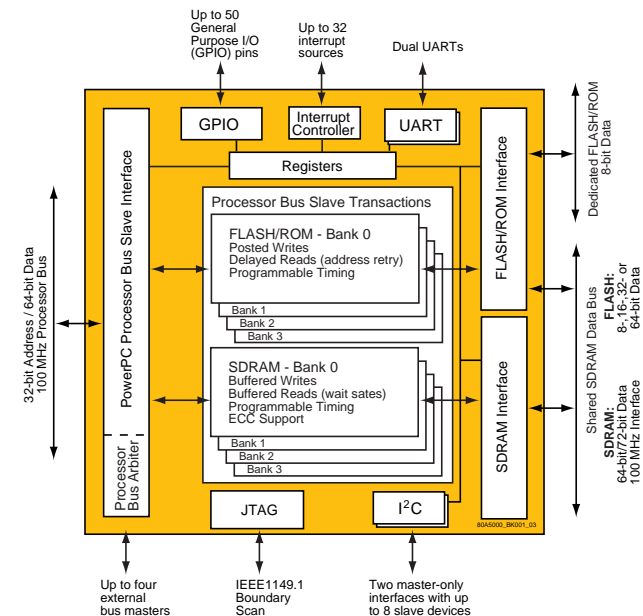 Up to 50
General
Purpose I/O
(GPIO) pins
Up to 32
interrupt
sources
Dual UARTs
GPIO
Interrupt
Controller
UART
Registers
32-bit Address / 64-bit Data
100 MHz Processor Bus
PowerPC Processor Bus Slave Interface
Processor
Bus Arbiter
Processor Bus Slave Transactions
FLASH/ROM - Bank 0
Posted Writes
Delayed Reads (address retry)
Programmable Timing
Bank 1
Bank 2
Bank 3
SDRAM - Bank 0
Buffered Writes
Buffered Reads (wait sates)
Programmable Timing
ECC Support
Bank 1
Bank 2
Bank 3
FLASH/ROM Interface
SDRAM Interface
Dedicated FLASH/ROM
8-bit Data
Shared SDRAM Data Bus
FLASH:
8-,16-,32- or
64-bit Data
SDRAM:
64-bit/72-bit Data
100 MHz Interface
JTAG
I²C
80A5000_BK001_03
Up to four
external
bus masters
IEEE1149.1
Boundary
Scan
Two master-only
interfaces with up
to 8 slave devices